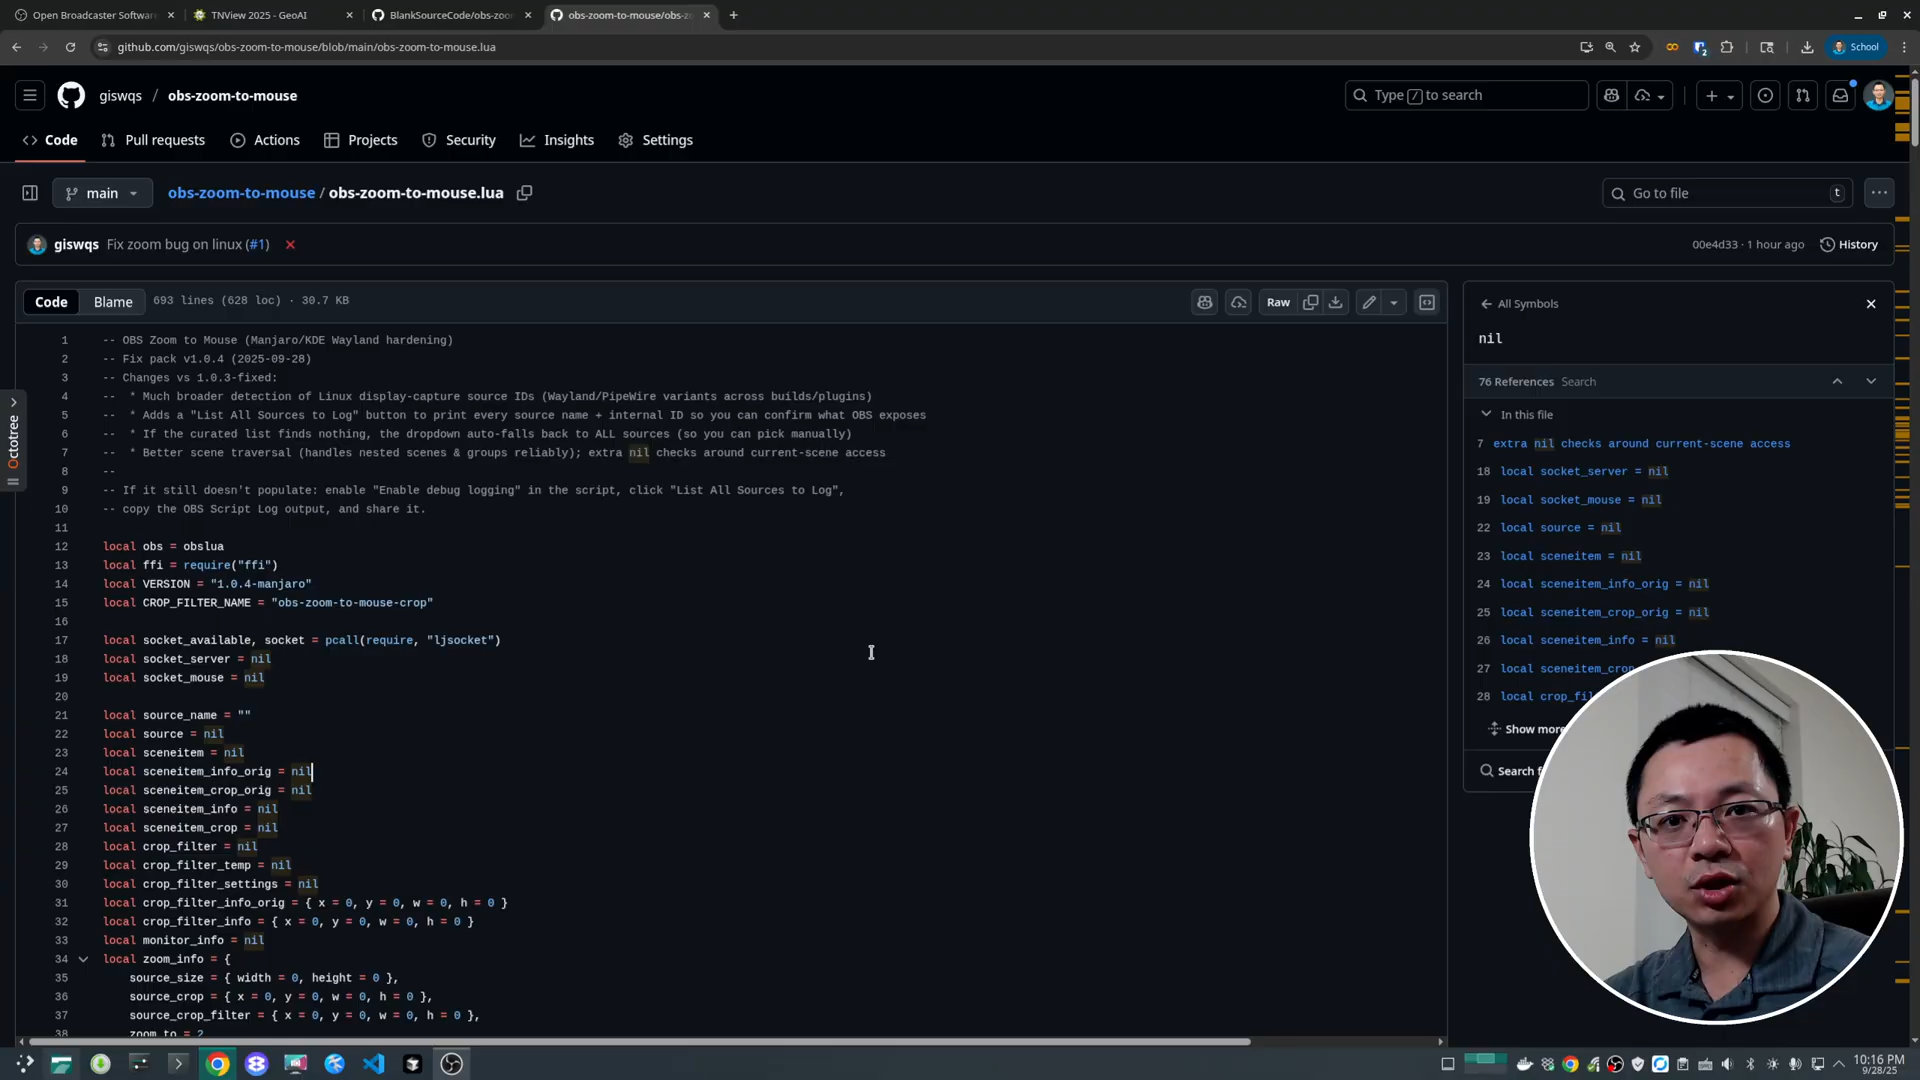 Open Broadcaster Software
TNView 2025 - GeoAI
BlankSourceCode/obs-zoom
obs-zoom-to-mouse/obs-z
github.com/giswqs/obs-zoom-to-mouse/blob/main/obs-zoom-to-mouse.lua
School
giswqs / obs-zoom-to-mouse
Type / to search
Code
Pull requests
Actions
Projects
Security
Insights
Settings
main
obs-zoom-to-mouse / obs-zoom-to-mouse.lua
Go to file
t
giswqs Fix zoom bug on linux (#1)
00e4d33 · 1 hour ago
History
Code
Blame
693 lines (628 loc) · 30.7 KB
Raw
1 -- OBS Zoom to Mouse (Manjaro/KDE Wayland hardening)
2 -- Fix pack v1.0.4 (2025-09-28)
3 -- Changes vs 1.0.3-fixed:
4 --  * Much broader detection of Linux display-capture source IDs (Wayland/PipeWire variants across builds/plugins)
5 --  * Adds a "List All Sources to Log" button to print every source name + internal ID so you can confirm what OBS exposes
6 --  * If the curated list finds nothing, the dropdown auto-falls back to ALL sources (so you can pick manually)
7 --  * Better scene traversal (handles nested scenes & groups reliably); extra nil checks around current-scene access
8 --
9 -- If it still doesn't populate: enable "Enable debug logging" in the script, click "List All Sources to Log",
10 -- copy the OBS Script Log output, and share it.
11
12 local obs = obslua
13 local ffi = require("ffi")
14 local VERSION = "1.0.4-manjaro"
15 local CROP_FILTER_NAME = "obs-zoom-to-mouse-crop"
16
17 local socket_available, socket = pcall(require, "ljsocket")
18 local socket_server = nil
19 local socket_mouse = nil
20
21 local source_name = ""
22 local source = nil
23 local sceneitem = nil
24 local sceneitem_info_orig = nil
25 local sceneitem_crop_orig = nil
26 local sceneitem_info = nil
27 local sceneitem_crop = nil
28 local crop_filter = nil
29 local crop_filter_temp = nil
30 local crop_filter_settings = nil
31 local crop_filter_info_orig = { x = 0, y = 0, w = 0, h = 0 }
32 local crop_filter_info = { x = 0, y = 0, w = 0, h = 0 }
33 local monitor_info = nil
34 local zoom_info = {
35 source_size = { width = 0, height = 0 },
36 source_crop = { x = 0, y = 0, w = 0, h = 0 },
37 source_crop_filter = { x = 0, y = 0, w = 0, h = 0 },
38 zoom_to = 2
Octotree
All Symbols
nil
76 References Search
In this file
7 extra nil checks around current-scene access
18 local socket_server = nil
19 local socket_mouse = nil
22 local source = nil
23 local sceneitem = nil
24 local sceneitem_info_orig = nil
25 local sceneitem_crop_orig = nil
26 local sceneitem_info = nil
27 local sceneitem_crop
28 local crop_fil
Show more
Search f
10:16 PM
9/28/25